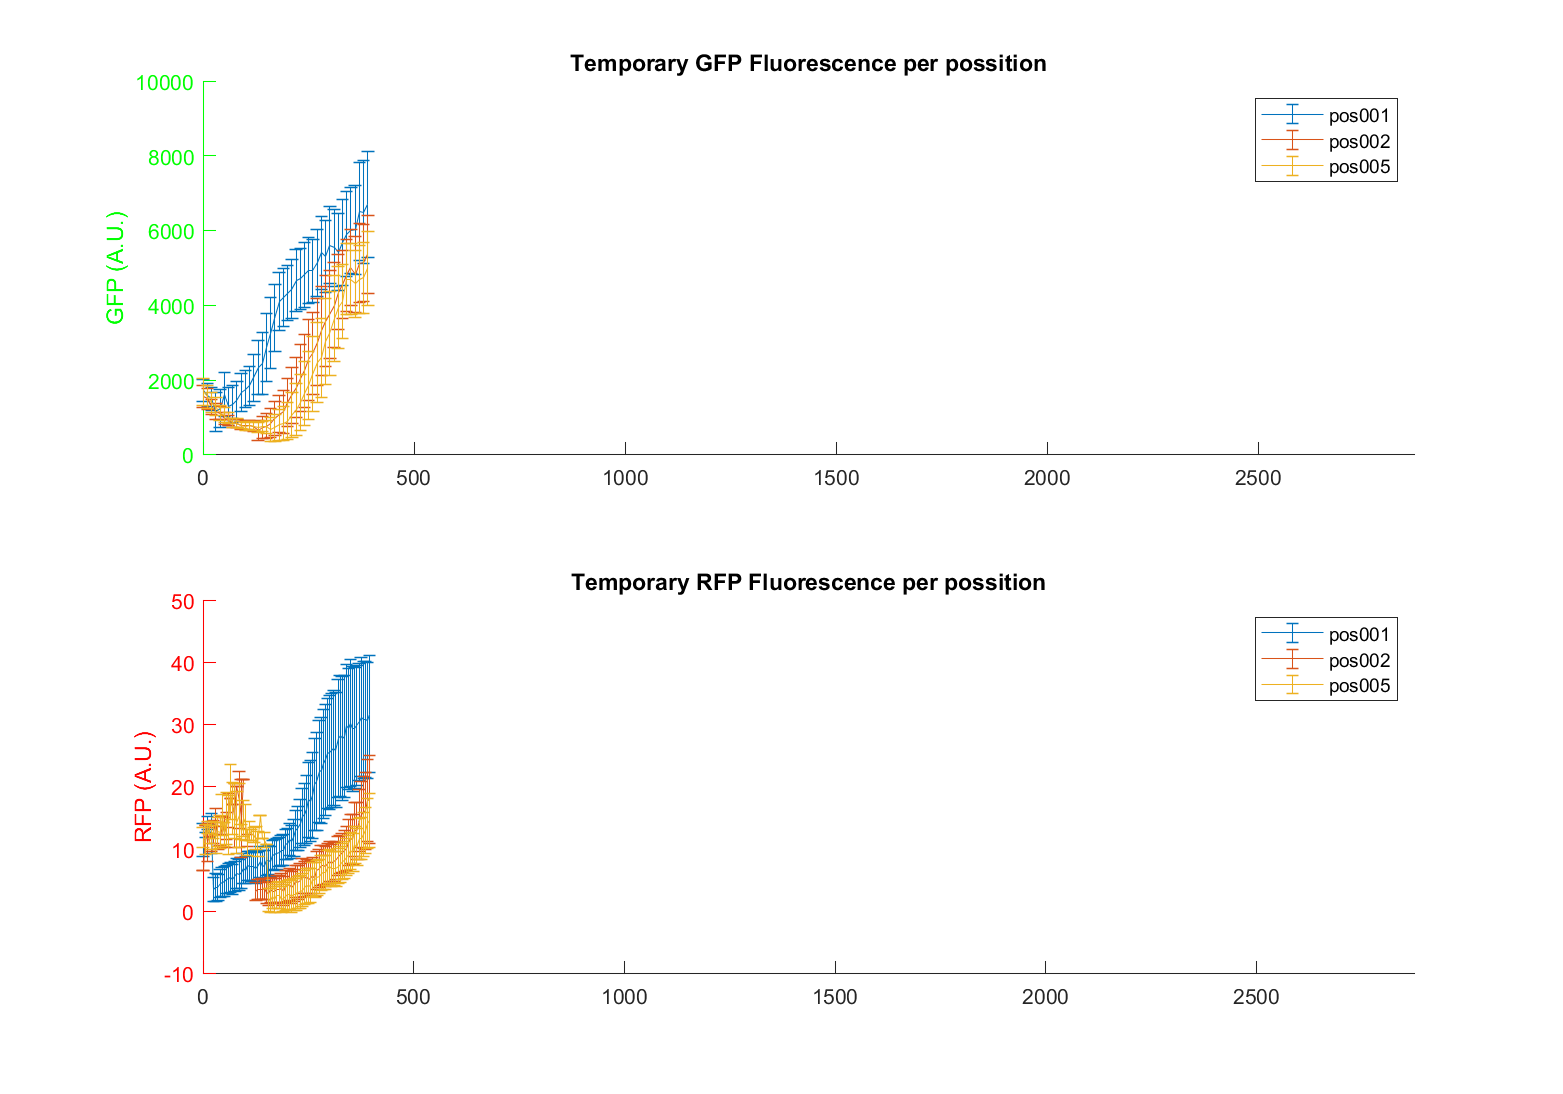 Temporary GFP Fluorescence per possition
10000
8000
6000
4000
2000
0
GFP (A.U.)
pos001
pos002
pos005
0 500 1000 1500 2000 2500
Temporary RFP Fluorescence per possition
50
40
30
20
10
0
-10
RFP (A.U.)
pos001
pos002
pos005
0 500 1000 1500 2000 2500